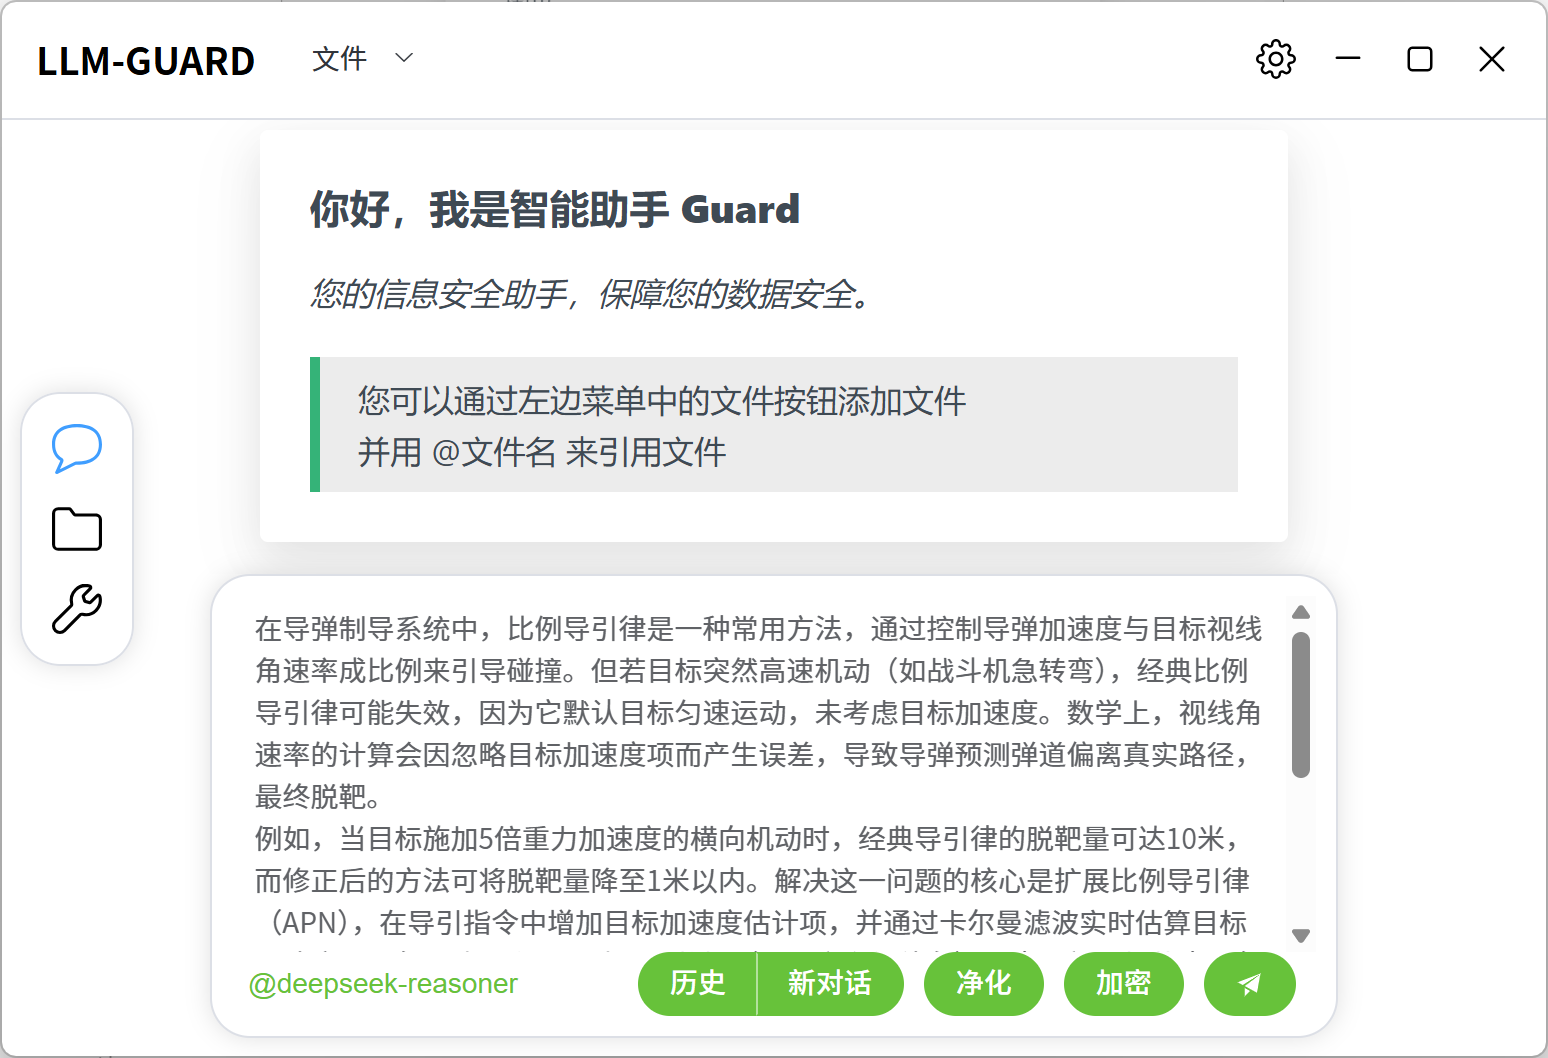 LLM-GUARD
文件
你好，我是智能助手 Guard
您的信息安全助手，保障您的数据安全。
您可以通过左边菜单中的文件按钮添加文件
并用 @文件名 来引用文件
在导弹制导系统中，比例导引律是一种常用方法，通过控制导弹加速度与目标视线
角速率成比例来引导碰撞。但若目标突然高速机动（如战斗机急转弯），经典比例
导引律可能失效，因为它默认目标匀速运动，未考虑目标加速度。数学上，视线角
速率的计算会因忽略目标加速度项而产生误差，导致导弹预测弹道偏离真实路径，
最终脱靶。
例如，当目标施加5倍重力加速度的横向机动时，经典导引律的脱靶量可达10米，
而修正后的方法可将脱靶量降至1米以内。解决这一问题的核心是扩展比例导引律
（APN），在导引指令中增加目标加速度估计项，并通过卡尔曼滤波实时估算目标
@deepseek-reasoner
历史
新对话
净化
加密